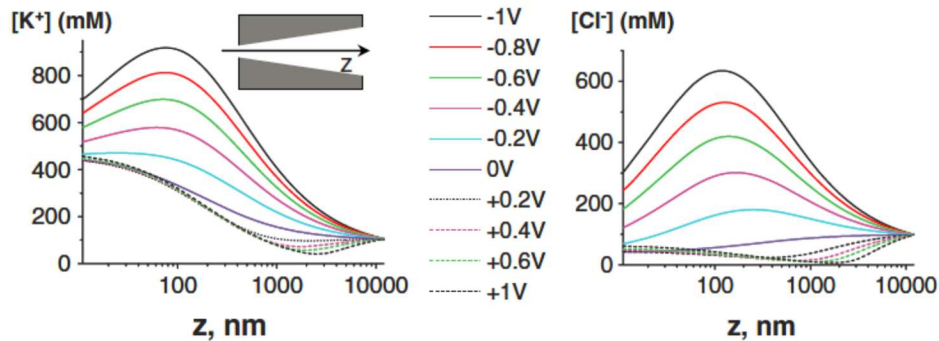 [K⁺] (mM)
800
600
400
200
0
100
1000
10000
z, nm
z
-1V
-0.8V
-0.6V
-0.4V
-0.2V
0V
+0.2V
+0.4V
+0.6V
+1V
[Cl⁻] (mM)
600
400
200
0
100
1000
10000
z, nm